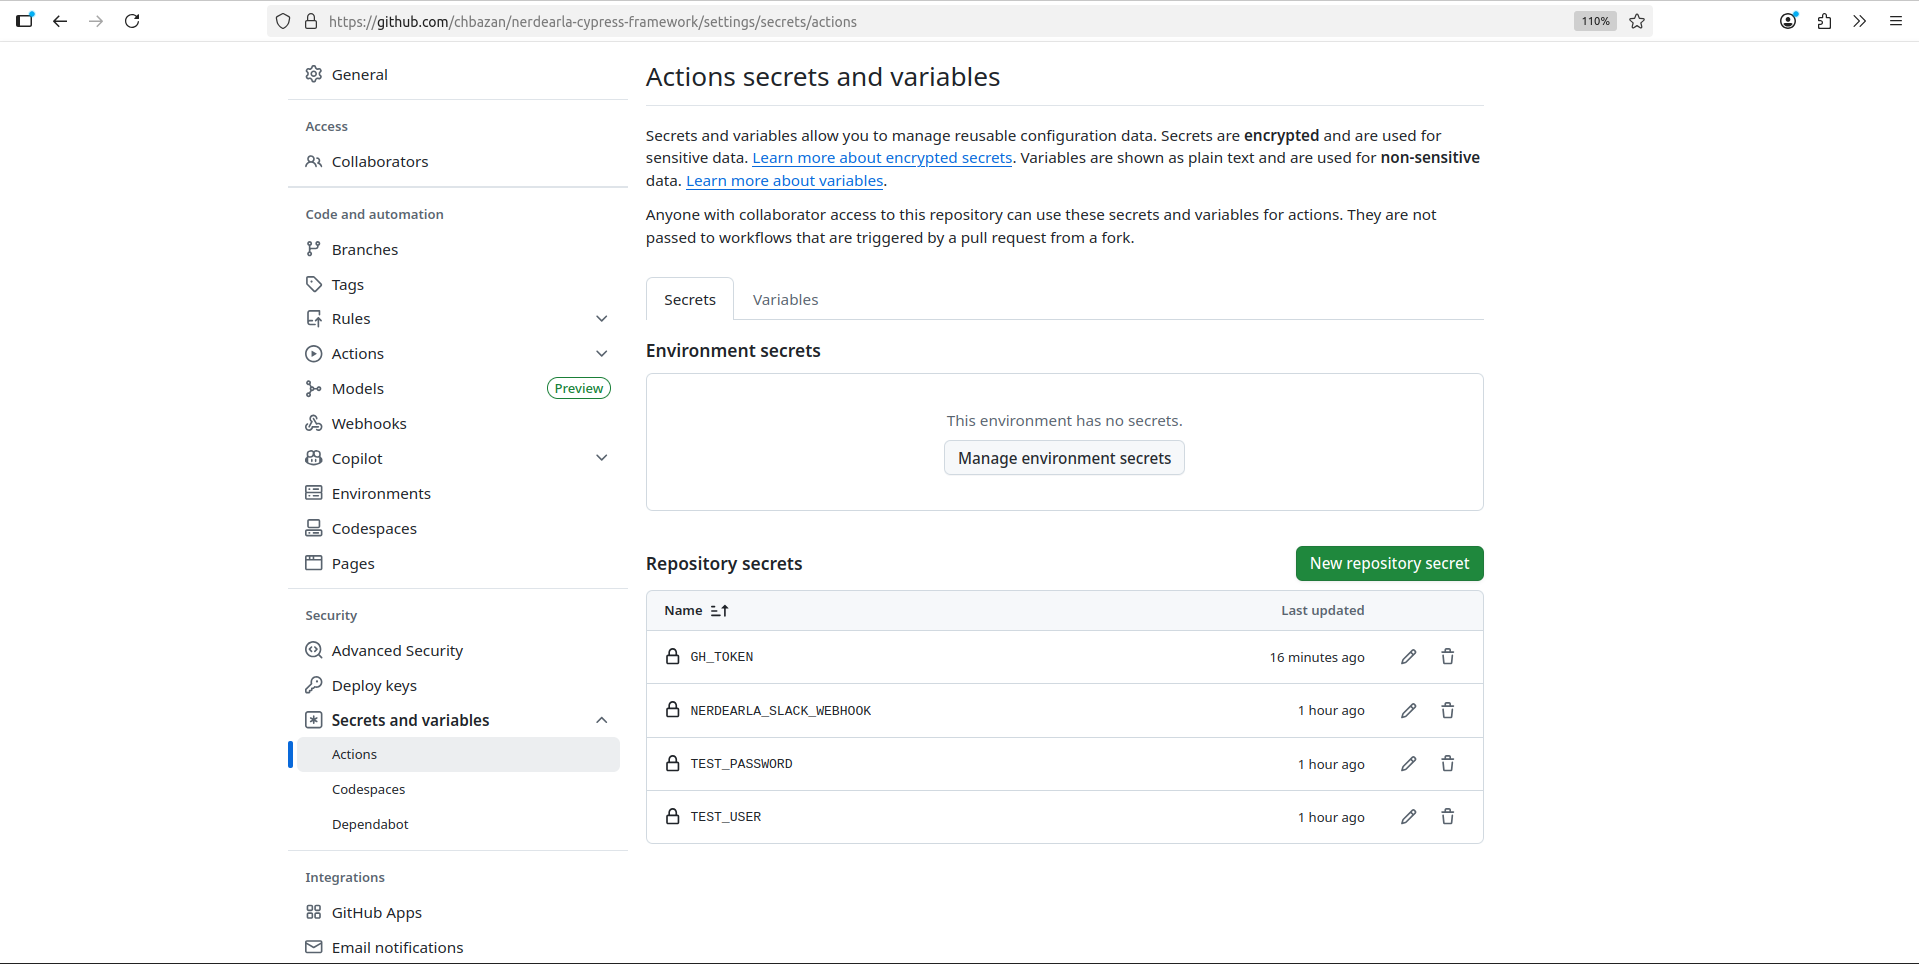 https://github.com/chbazan/nerdearla-cypress-framework/settings/secrets/actions
110%
General
Access
Collaborators
Code and automation
Branches
Tags
Rules
Actions
Models
Preview
Webhooks
Copilot
Environments
Codespaces
Pages
Security
Advanced Security
Deploy keys
Secrets and variables
Actions
Codespaces
Dependabot
Integrations
GitHub Apps
Email notifications
Actions secrets and variables
Secrets and variables allow you to manage reusable configuration data. Secrets are encrypted and are used for
sensitive data. Learn more about encrypted secrets. Variables are shown as plain text and are used for non-sensitive
data. Learn more about variables.
Anyone with collaborator access to this repository can use these secrets and variables for actions. They are not
passed to workflows that are triggered by a pull request from a fork.
Secrets
Variables
Environment secrets
This environment has no secrets.
Manage environment secrets
Repository secrets
New repository secret
Name
Last updated
GH_TOKEN
16 minutes ago
NERDEARLA_SLACK_WEBHOOK
1 hour ago
TEST_PASSWORD
1 hour ago
TEST_USER
1 hour ago